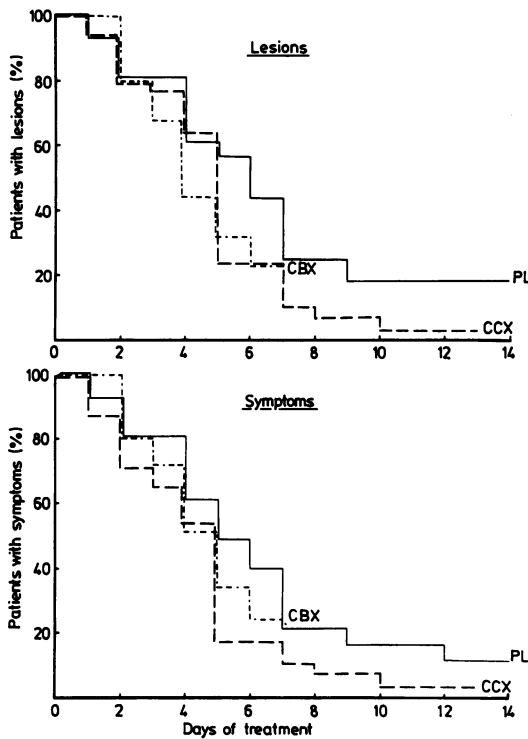 Lesions
Patients with lesions (%)
100
80
60
40
20
0 2 4 6 8 10 12 14
CBX
PL
CCX
Symptoms
Patients with symptoms (%)
100
80
60
40
20
0 2 4 6 8 10 12 14
CBX
PL
CCX
Days of treatment